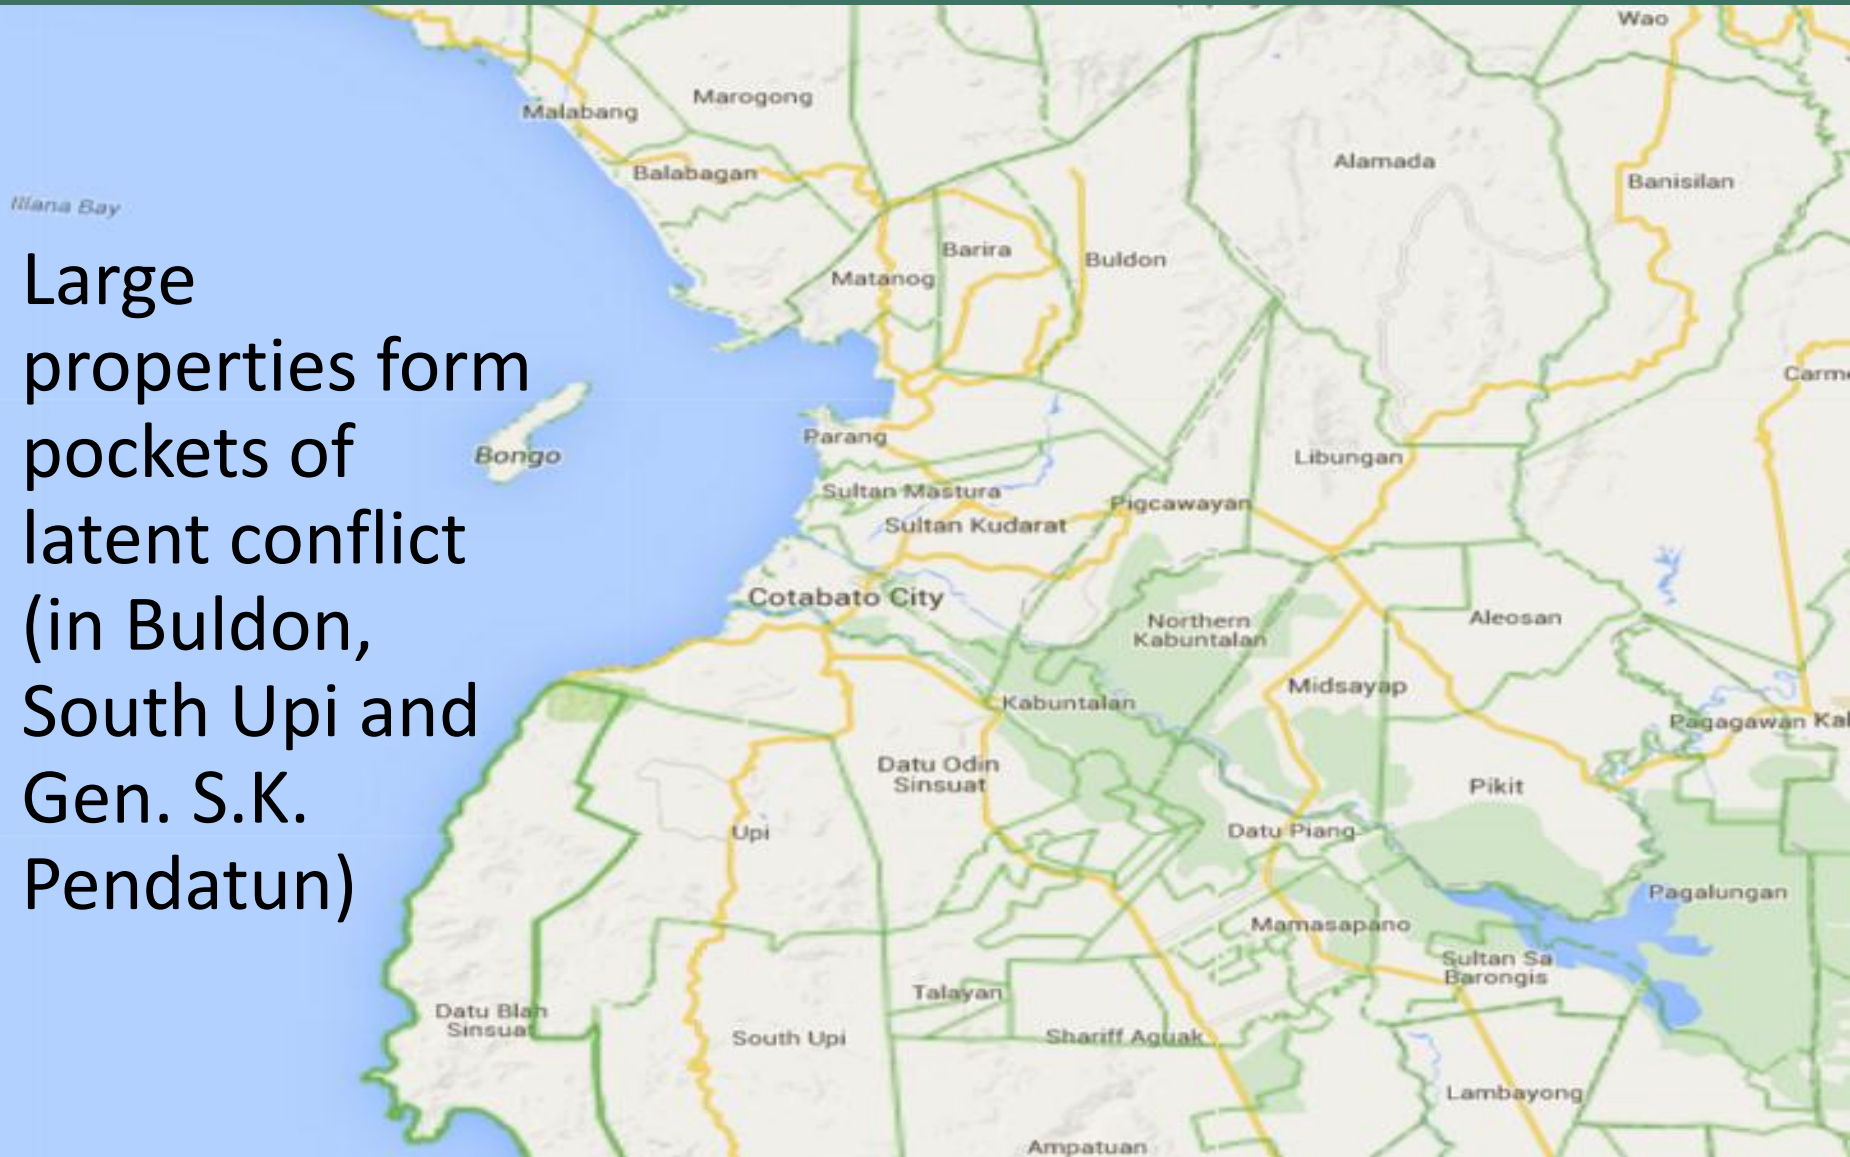 Wao
Marogong
Malabang
Alamada
Balabagan
Banisilan
Illana Bay
Barira
Buldon
Matanog
Large
properties form
pockets of
latent conflict
(in Buldon,
South Upi and
Gen. S.K.
Pendatun)
Carme
Parang
Bongo
Libungan
Sultan Mastura
Pigcawayan
Sultan Kudarat
Cotabato City
Northern
Kabuntalan
Aleosan
Midsayap
Kabuntalan
Pagagawan
Kal
Datu Odin
Sinsuat
Pikit
Upi
Datu Piang
Pagalungan
Mamasapano
Sultan Sa
Barongis
Talayan
Datu Blah
Sinsuat
South Upi
Shariff Aguak
Lambayong
Ampatuan